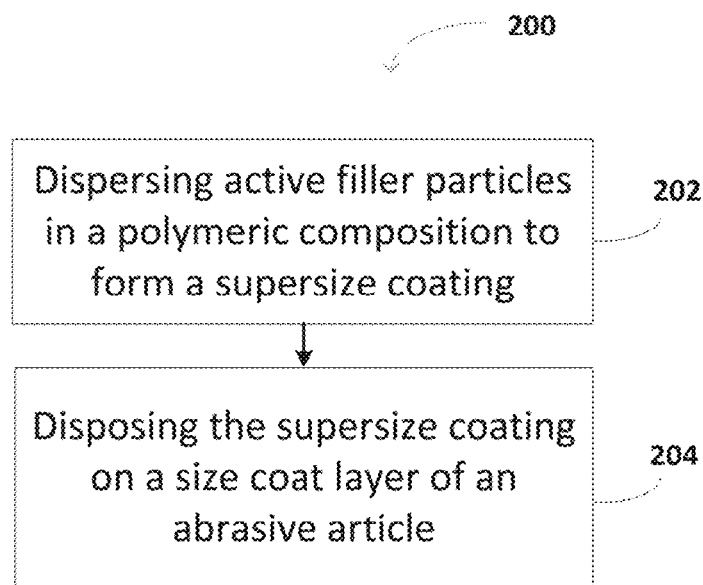 200
Dispersing active filler particles
in a polymeric composition to
form a supersize coating
202
Disposing the supersize coating
on a size coat layer of an
abrasive article
204